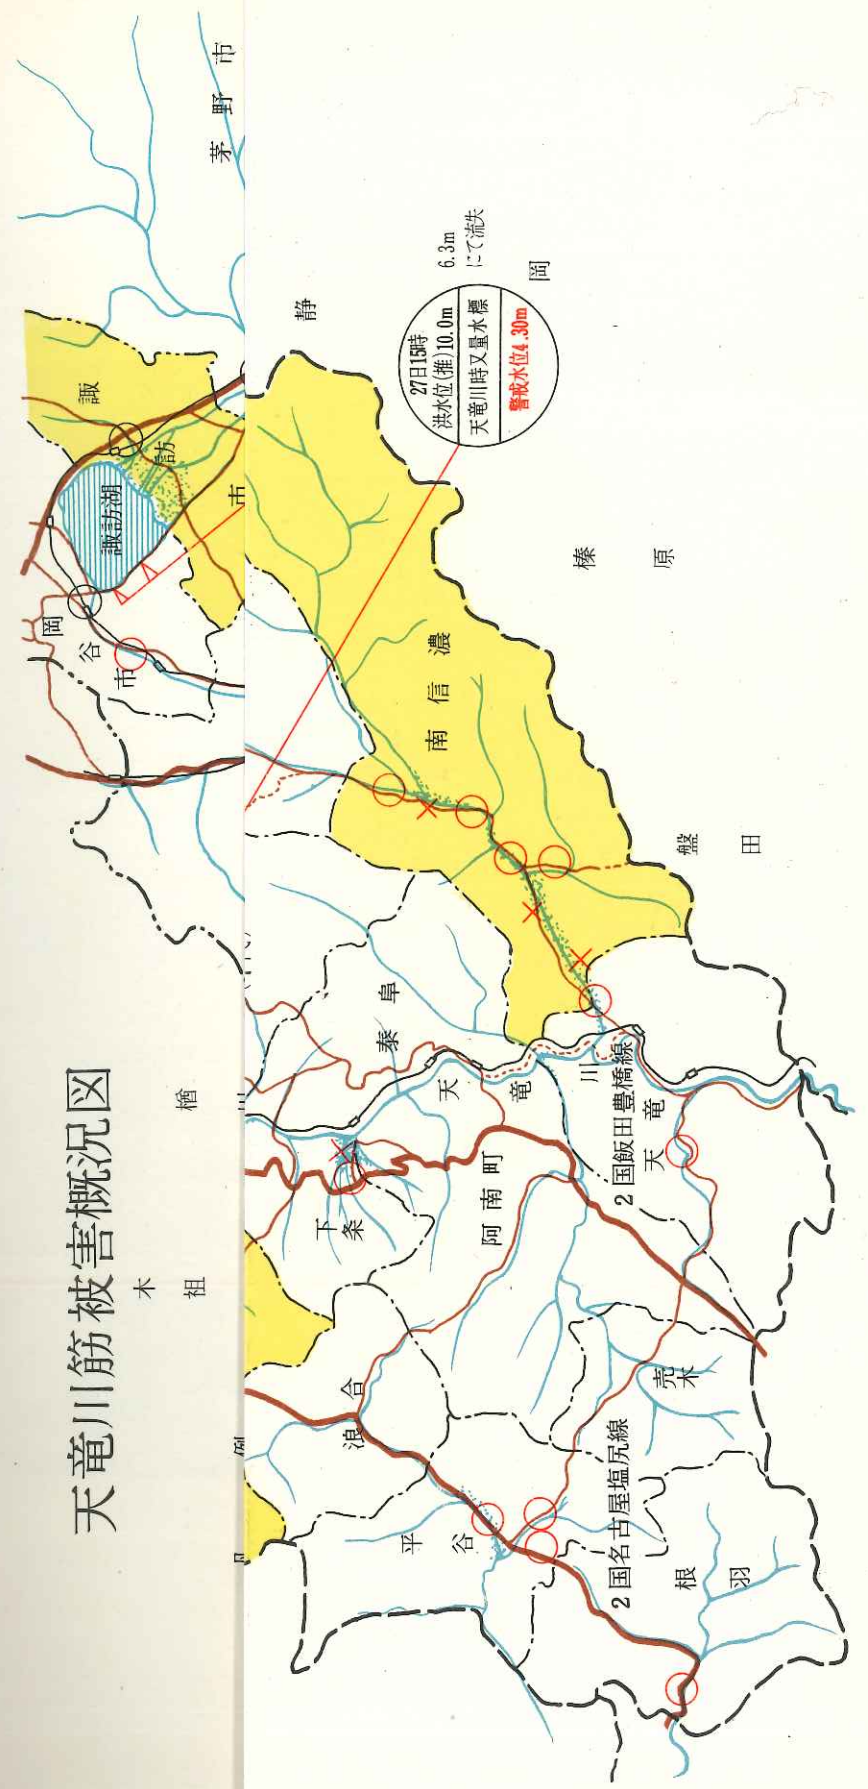 天竜川筋被害概況図
木祖
楢
茅野市
諏訪市
諏訪湖
岡谷市
静
岡
27日15時
洪水位(推)10.0m
天竜川時又量水標
警戒水位4.30m
6.3m
にて流失
榛原
南信濃
盤田
泰阜
天竜川
下条
阿南町
2国飯田豊橋線
天竜
浪合
売木
平谷
2国名古屋塩尻線
根羽